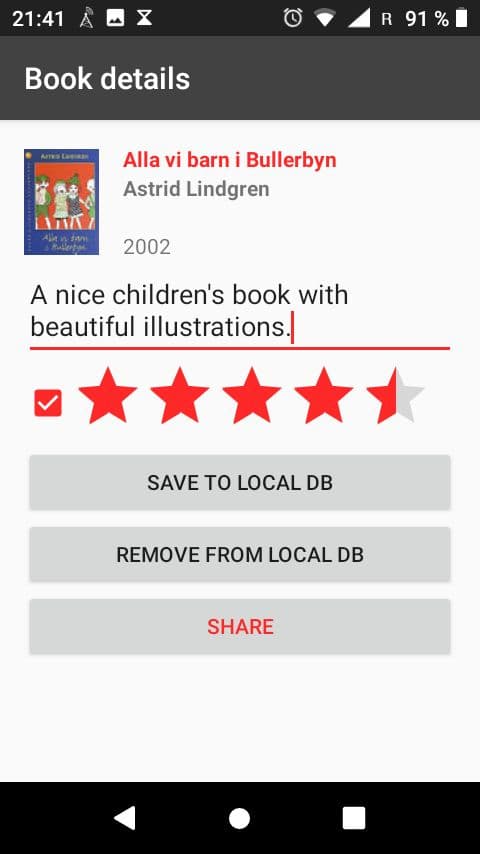 21:41 R 91 %
Book details
ASTRID LINDGREN
Alla vi barn
i Bullerbyn
Alla vi barn i Bullerbyn
Astrid Lindgren
2002
A nice children's book with
beautiful illustrations.
SAVE TO LOCAL DB
REMOVE FROM LOCAL DB
SHARE